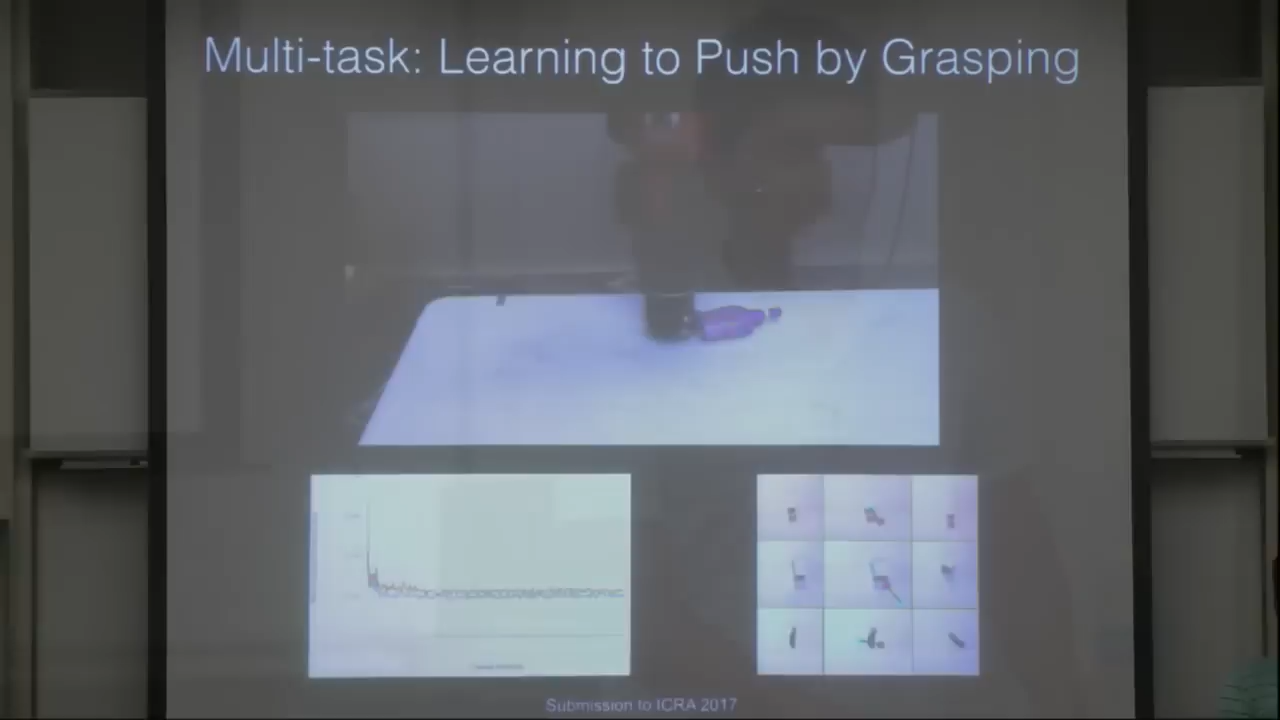 Multi-task: Learning to Push by Grasping
Submission to ICRA 2017